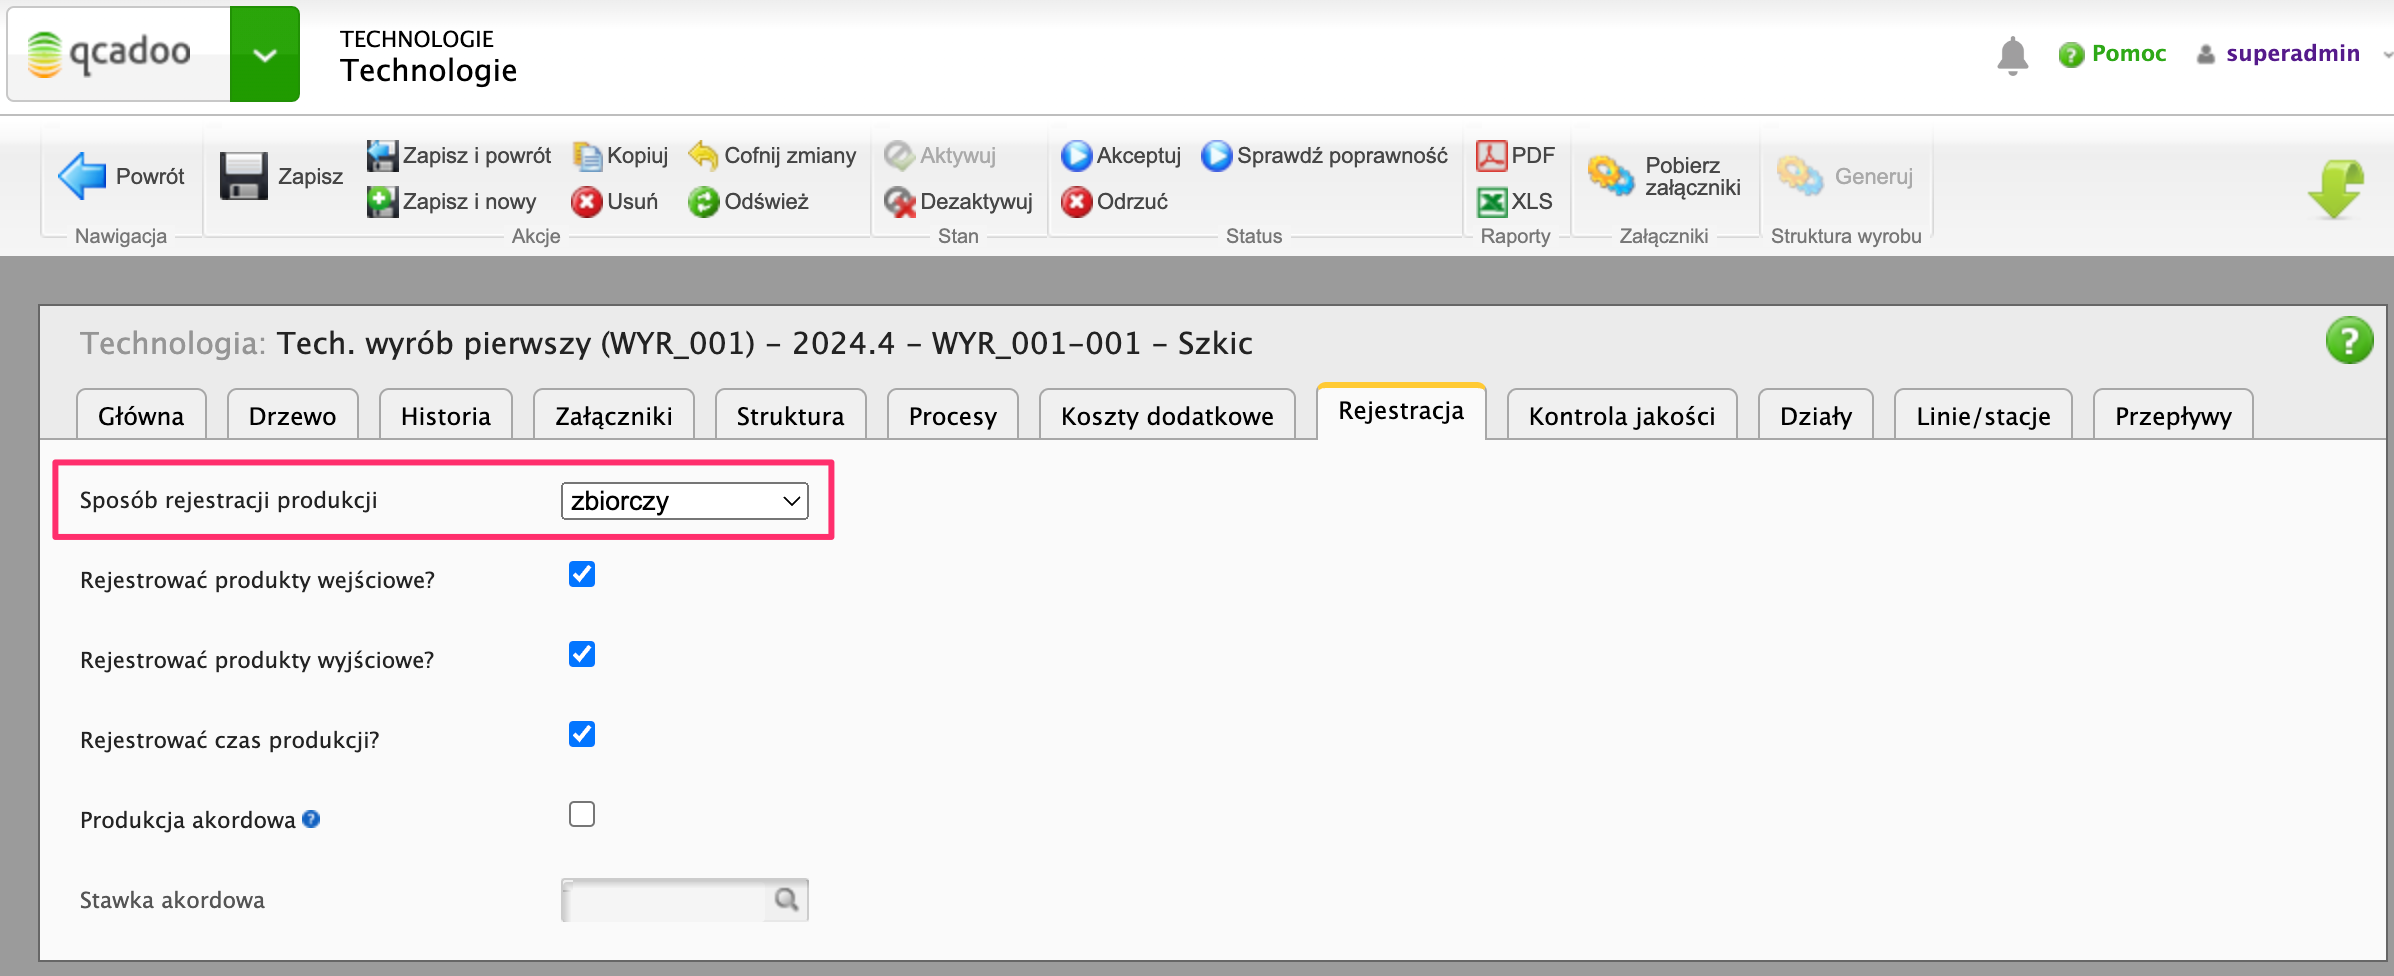 qcadoo
TECHNOLOGIE
Technologie
Pomoc
superadmin
Powrót
Nawigacja
Zapisz
Zapisz i powrót
Kopiuj
Cofnij zmiany
Zapisz i nowy
Usuń
Odśwież
Akcje
Aktywuj
Dezaktywuj
Stan
Akceptuj
Sprawdź poprawność
Odrzuć
Status
PDF
XLS
Raporty
Pobierz
załączniki
Załączniki
Generuj
Struktura wyrobu
Technologia: Tech. wyrób pierwszy (WYR_001) - 2024.4 - WYR_001-001 - Szkic
Główna
Drzewo
Historia
Załączniki
Struktura
Procesy
Koszty dodatkowe
Rejestracja
Kontrola jakości
Działy
Linie/stacje
Przepływy
Sposób rejestracji produkcji
zbiorczy
Rejestrować produkty wejściowe?
Rejestrować produkty wyjściowe?
Rejestrować czas produkcji?
Produkcja akordowa
Stawka akordowa